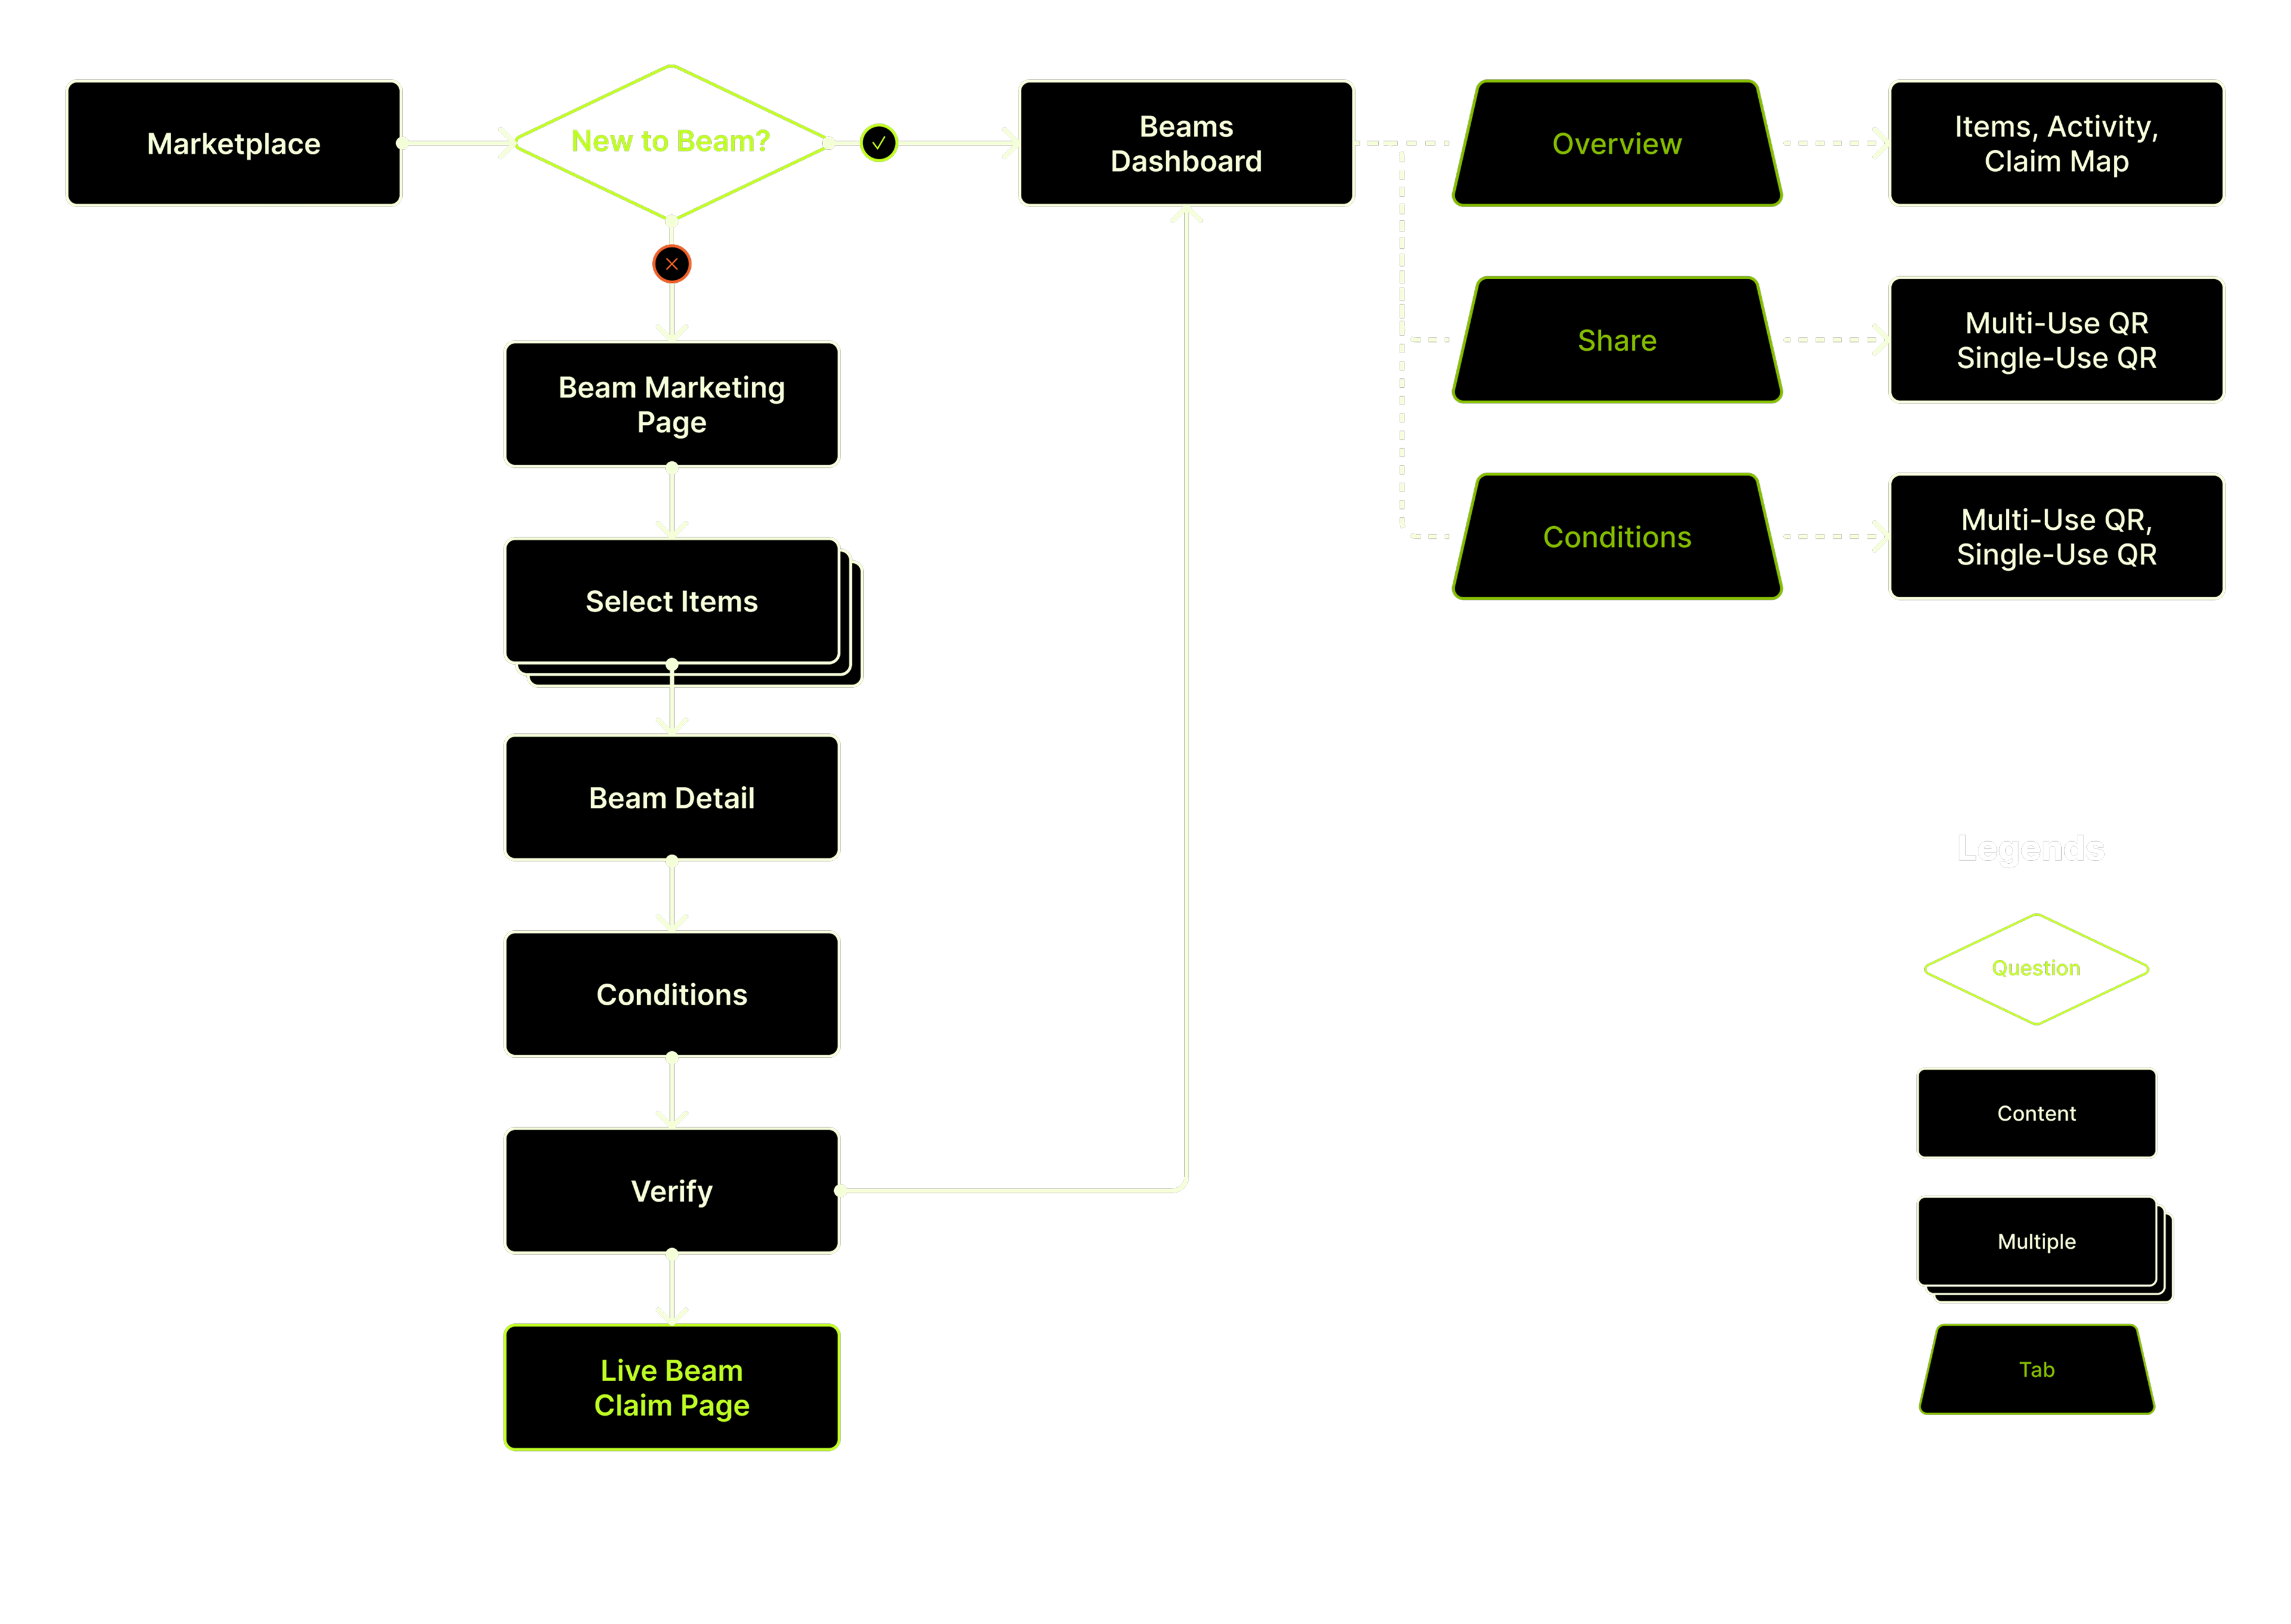 Marketplace
New to Beam?
Beams
Dashboard
Overview
Items, Activity,
Claim Map
Share
Multi-Use QR
Single-Use QR
Conditions
Multi-Use QR,
Single-Use QR
Beam Marketing
Page
Select Items
Beam Detail
Conditions
Verify
Live Beam
Claim Page
Legends
Question
Content
Multiple
Tab